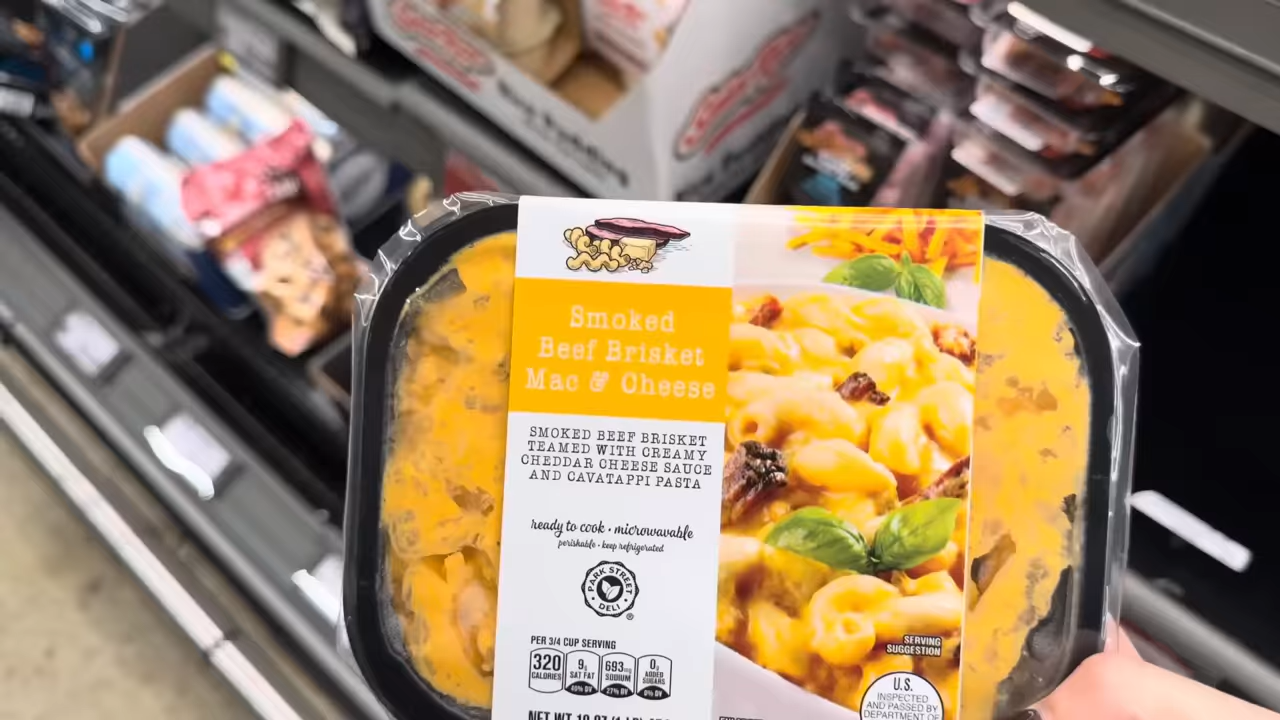 Smoked
Beef Brisket
Mac & Cheese
SMOKED BEEF BRISKET
TEAMED WITH CREAMY
CHEDDAR CHEESE SAUCE
AND CAVATAPPI PASTA
ready to cook • microwavable
perishable • keep refrigerated
PARK STREET
DELI
®
PER 3/4 CUP SERVING
320
CALORIES
9g
SAT FAT
45% DV
693mg
SODIUM
27% DV
0g
ADDED
SUGARS
0% DV
NET WT
SERVING
SUGGESTION
U.S.
INSPECTED
AND PASSED BY
DEPARTMENT OF